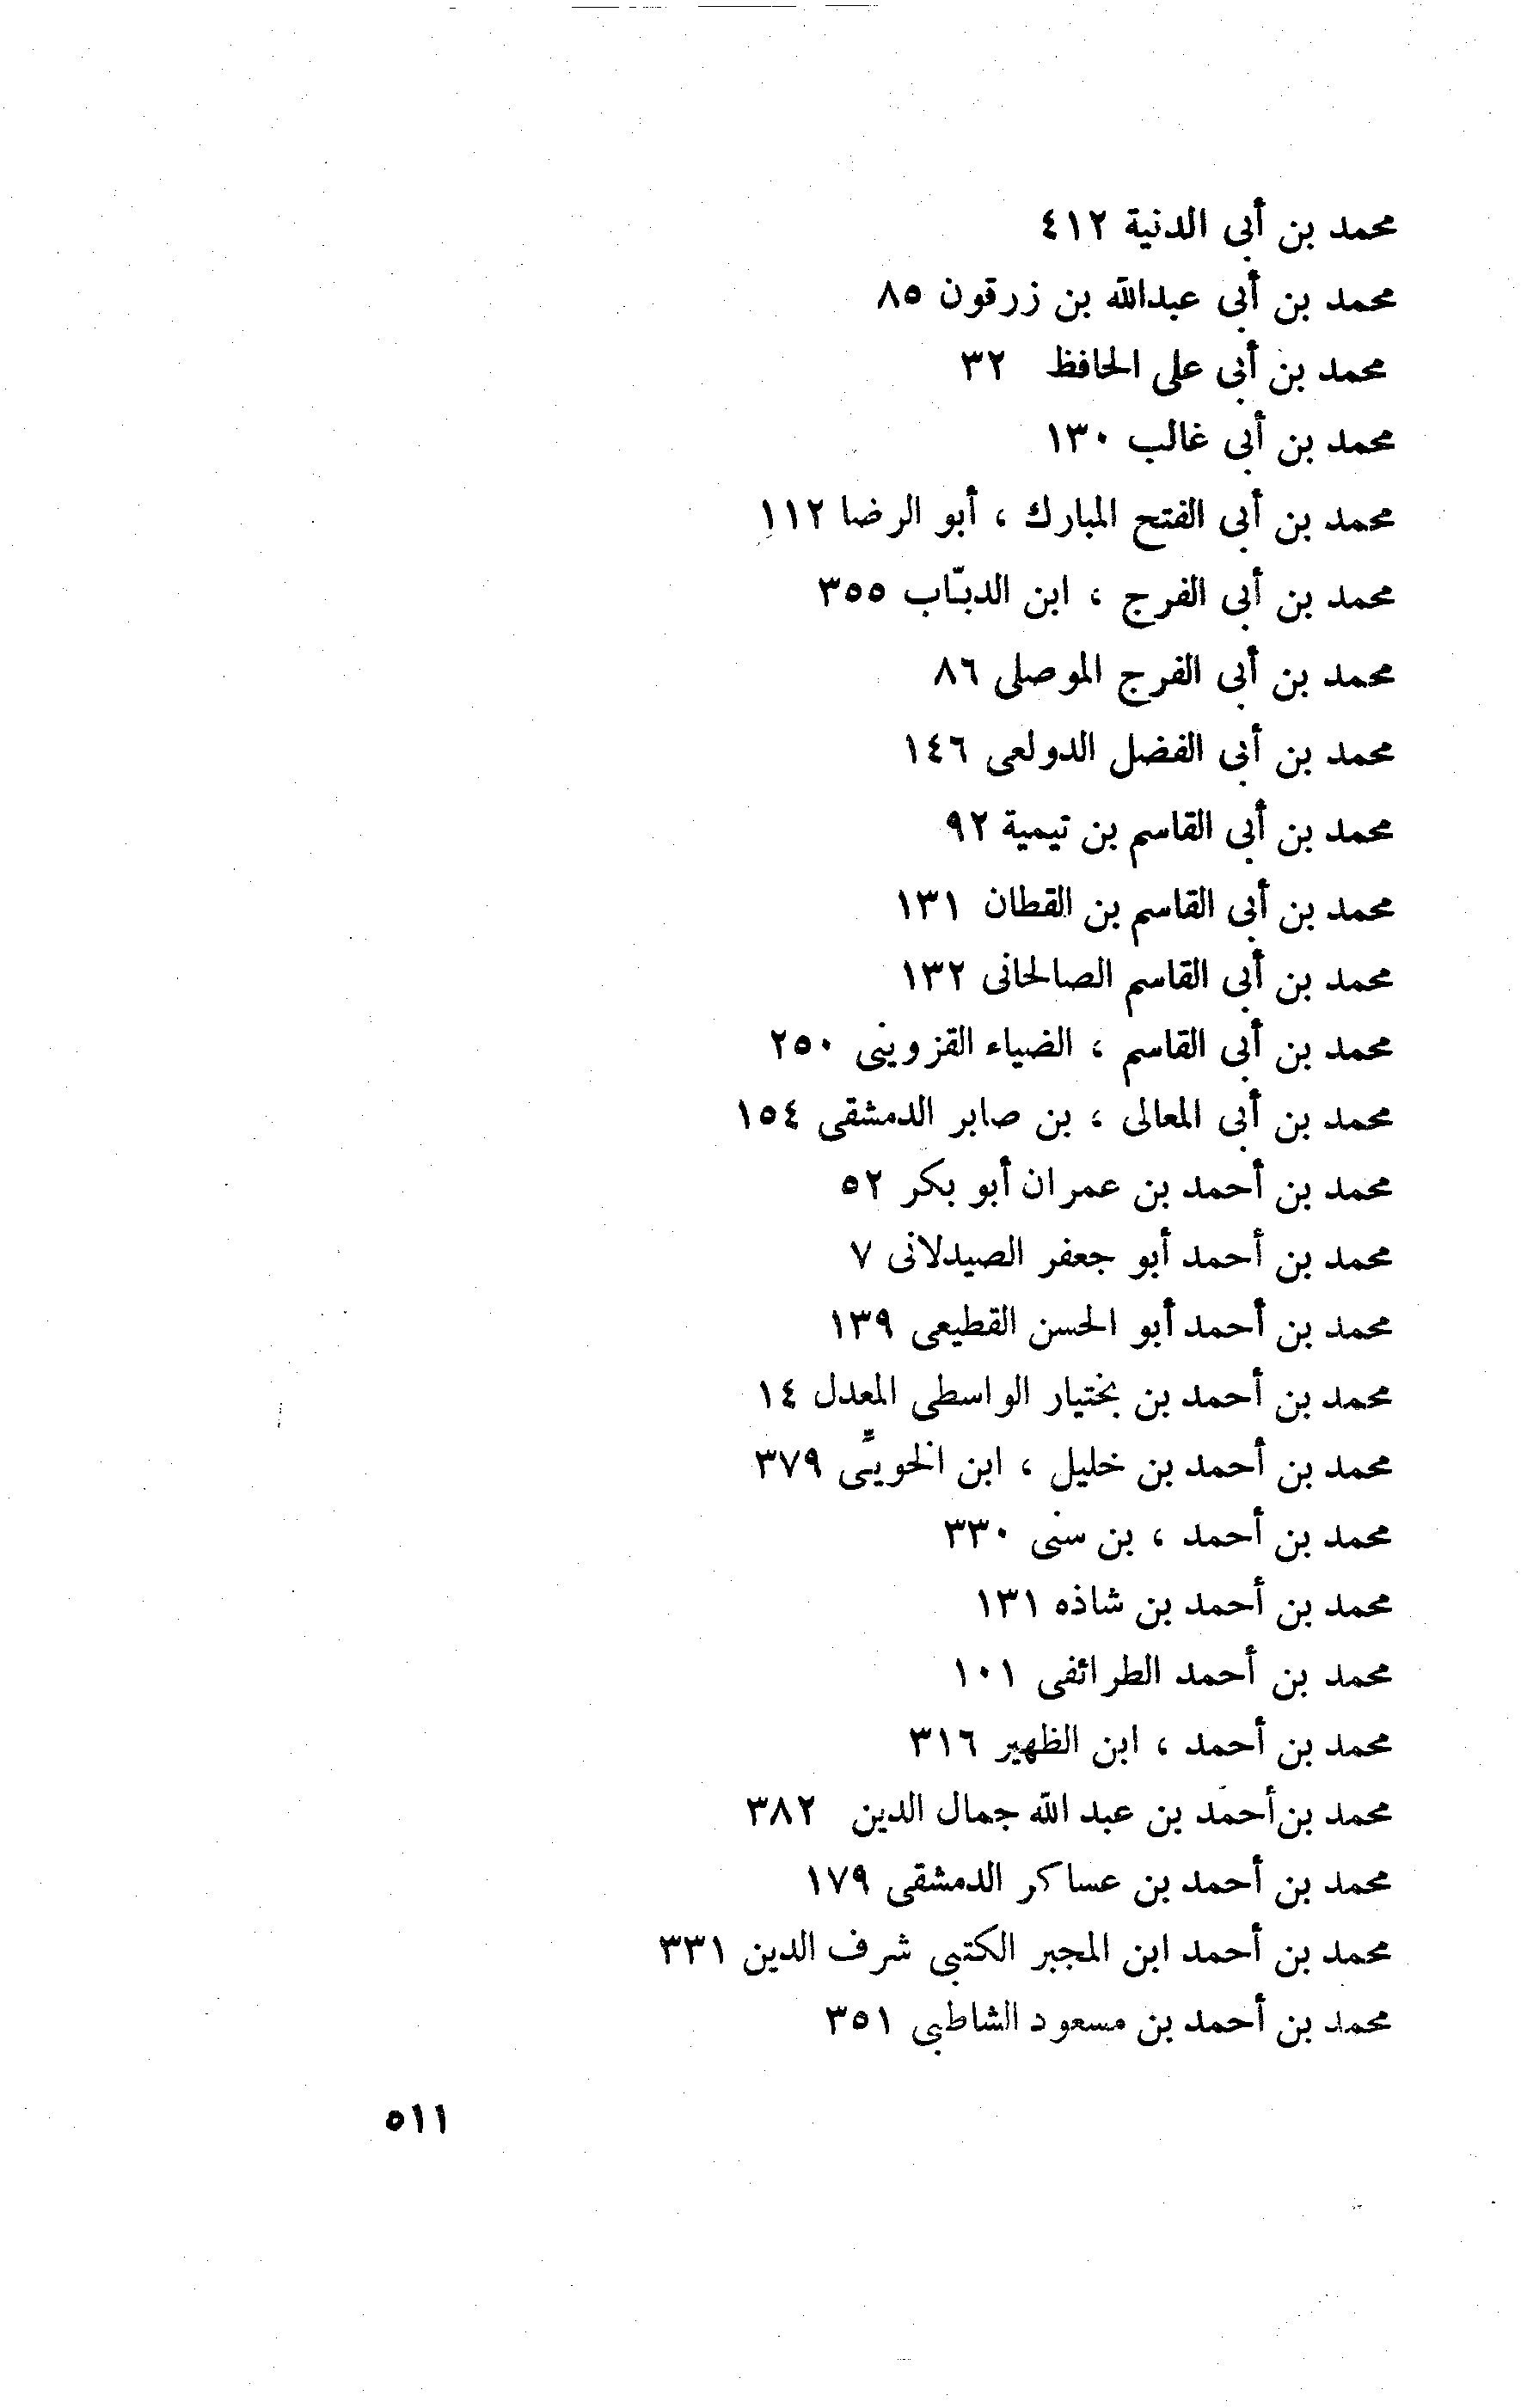 محمد بن أبى الدنية ٤١٢
محمد بن أبى عبدالله بن زرقون ٨٥
محمد بن أبى على الحافظ ٣٢
محمد بن أبى غالب ١٣٠
محمد بن أبى الفتح المبارك ، أبو الرضا ١١٢
محمد بن أبى الفرج ، ابن الدبّاب ٣٥٥
محمد بن أبى الفرج الموصلى ٨٦
محمد بن أبى الفضل الدولعى ١٤٦
محمد بن أبى القاسم بن تيمية ٩٢
محمد بن أبى القاسم بن القطان ١٣١
محمد بن أبى القاسم الصالحانى ١٣٢
محمد بن أبى القاسم ، الضياء القزوينى ٢٥٠
محمد بن أبى المعالى ، بن صابر الدمشقى ١٥٤
محمد بن أحمد بن عمران أبو بكر ٥٢
محمد بن أحمد أبو جعفر الصيدلانى ٧
محمد بن أحمد أبو الحسن القطيعى ١٣٩
محمد بن أحمد بن بختيار الواسطى المعدل ١٤
محمد بن أحمد بن خليل ، ابن الخويّى ٣٧٩
محمد بن أحمد ، بن سنى ٣٣٠
محمد بن أحمد بن شاذه ١٣١
محمد بن أحمد الطرائفى ١٠١
محمد بن أحمد ، ابن الظهير ٣١٦
محمد بن أحمد بن عبد الله جمال الدين ٣٨٢
محمد بن أحمد بن عساكر الدمشقى ١٧٩
محمد بن أحمد ابن المجبر الكتبى شرف الدين ٣٣١
محمد بن أحمد بن مسعود الشاطبى ٣٥١
٥١١